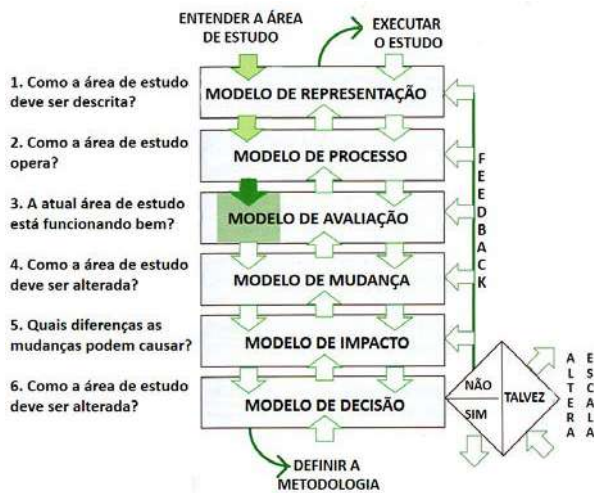 ENTENDER A ÁREA
DE ESTUDO
EXECUTAR
O ESTUDO
1. Como a área de estudo
deve ser descrita?
MODELO DE REPRESENTAÇÃO
2. Como a área de estudo
opera?
MODELO DE PROCESSO
3. A atual área de estudo
está funcionando bem?
MODELO DE AVALIAÇÃO
4. Como a área de estudo
deve ser alterada?
MODELO DE MUDANÇA
5. Quais diferenças as
mudanças podem causar?
MODELO DE IMPACTO
6. Como a área de estudo
deve ser alterada?
MODELO DE DECISÃO
FEEDBACK
NÃO
SIM
TALVEZ
ALTERA
ESCALA
DEFINIR A
METODOLOGIA